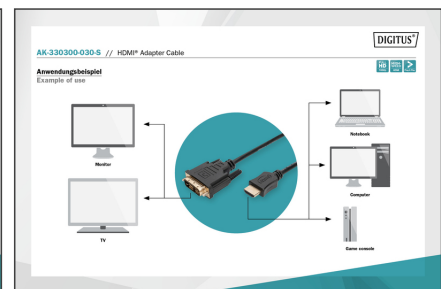 DIGITUS®
AK-330300-030-S // HDMI® Adapter Cable
Anwendungsbeispiel
Example of use
Monitor
TV
Notebook
Computer
Game console